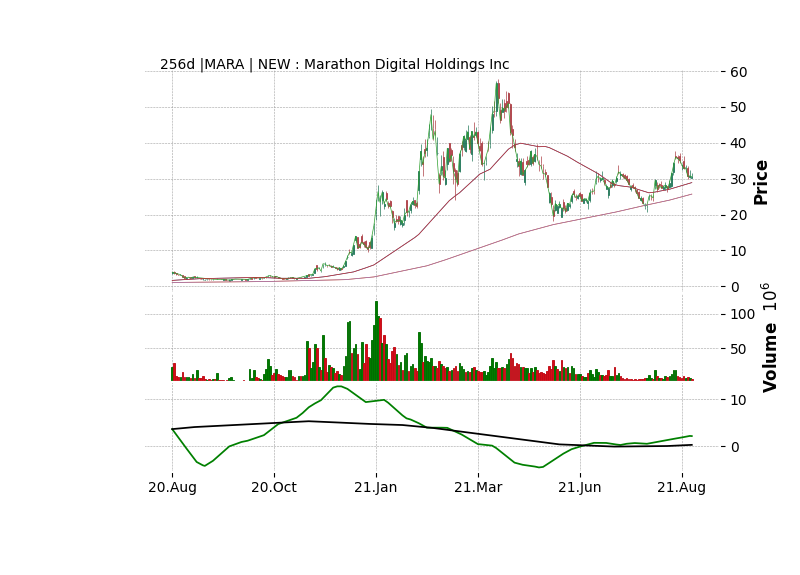 256d |MARA | NEW : Marathon Digital Holdings Inc
60
50
40
30
20
10
0
Price
100
50
Volume 10^6
10
0
20.Aug 20.Oct 21.Jan 21.Mar 21.Jun 21.Aug